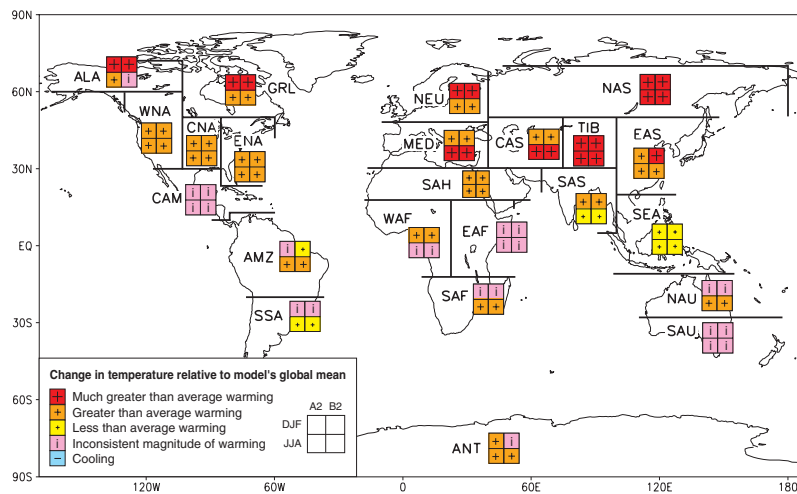 90N
60N
30N
EQ
30S
60S
90S
ALA
GRL
NEU
NAS
WNA
CNA
ENA
MED
CAS
TIB
EAS
CAM
SAH
SAS
SEA
WAF
EAF
AMZ
SAF
NAU
SSA
SAU
ANT
Change in temperature relative to model's global mean
+ Much greater than average warming
+ Greater than average warming
+ Less than average warming
i Inconsistent magnitude of warming
− Cooling
A2 B2
DJF
JJA
120W 60W 0 60E 120E 180